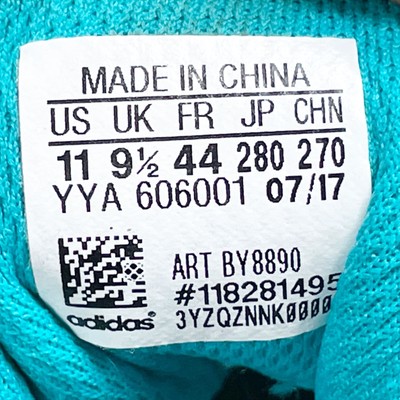 MADE IN CHINA
US UK FR JP CHN
11 9½ 44 280 270
YYA 606001 07/17
ART BY8890
#118281495
adidas® 3YZQZNNK0000